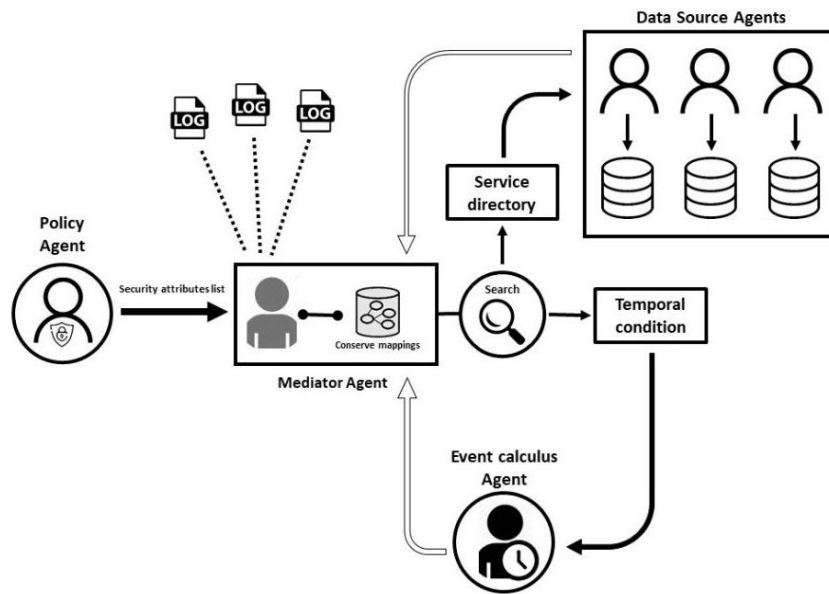 Data Source Agents
LOG
LOG
LOG
Service
directory
Policy
Agent
Security attributes list
Search
Temporal
condition
Conserve mappings
Mediator Agent
Event calculus
Agent